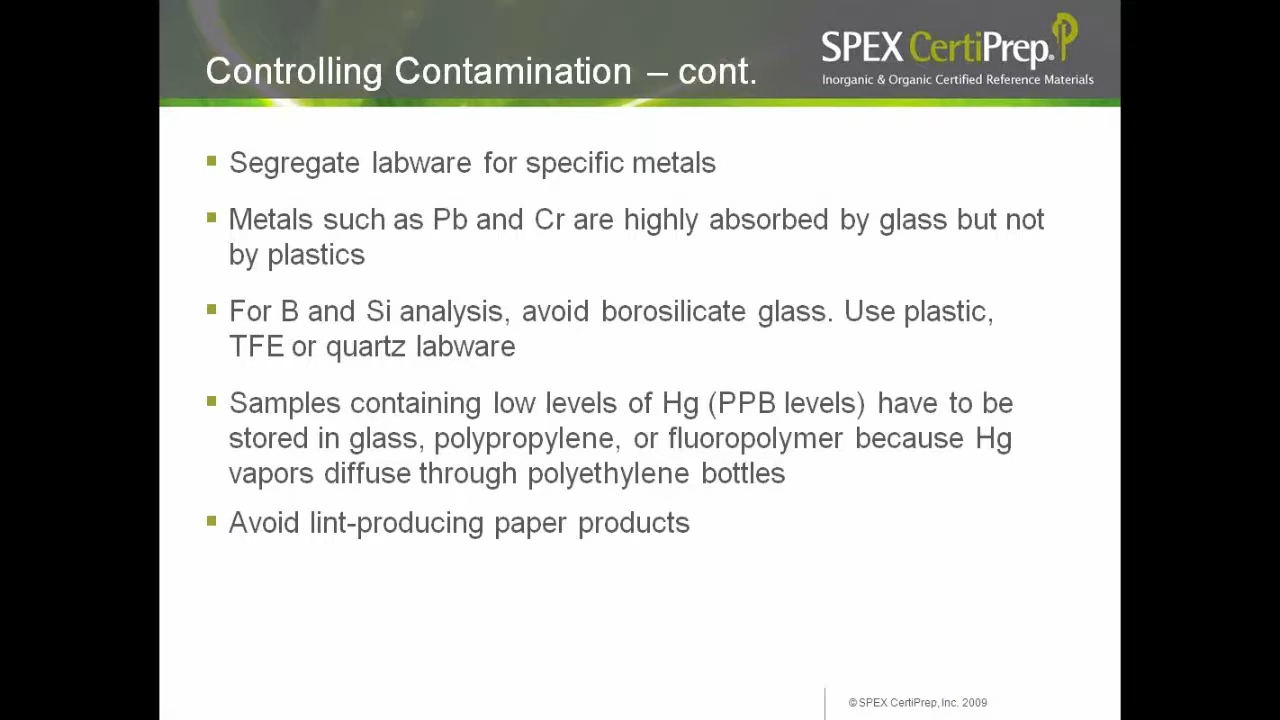 Controlling Contamination – cont.
SPEX CertiPrep.
Inorganic & Organic Certified Reference Materials
Segregate labware for specific metals
Metals such as Pb and Cr are highly absorbed by glass but not
by plastics
For B and Si analysis, avoid borosilicate glass. Use plastic,
TFE or quartz labware
Samples containing low levels of Hg (PPB levels) have to be
stored in glass, polypropylene, or fluoropolymer because Hg
vapors diffuse through polyethylene bottles
Avoid lint-producing paper products
© SPEX CertiPrep, Inc. 2009